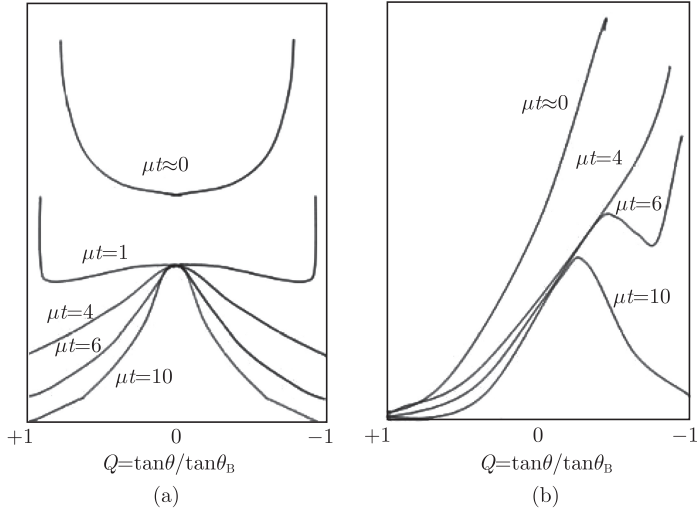 μt≈0
μt=1
μt=4
μt=6
μt=10
+1 0 −1
Q=tanθ/tanθ_B
(a)
μt≈0
μt=4
μt=6
μt=10
+1 0 −1
Q=tanθ/tanθ_B
(b)